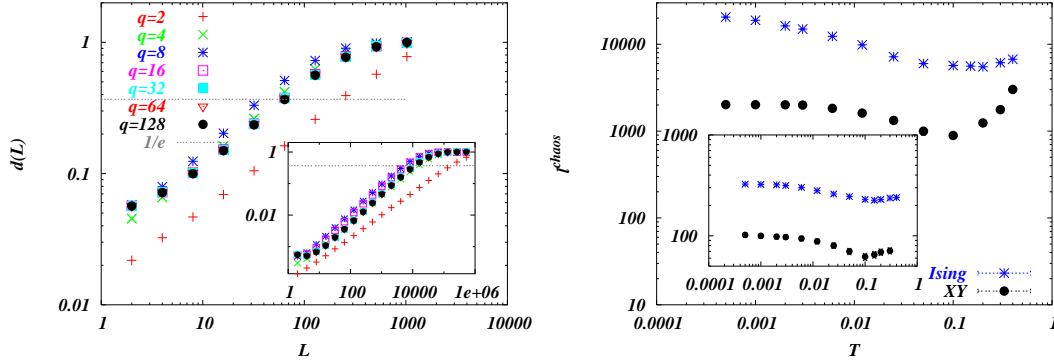 q=2
q=4
q=8
q=16
q=32
q=64
q=128
1/e
d(L)
1
0.1
0.01
1 10 100 1000 10000
L
1
0.01
1 100 10000 1e+06
l^chaos
10000
1000
100
10
0.0001 0.001 0.01 0.1 1
T
1000
100
0.0001 0.001 0.01 0.1 1
Ising
XY